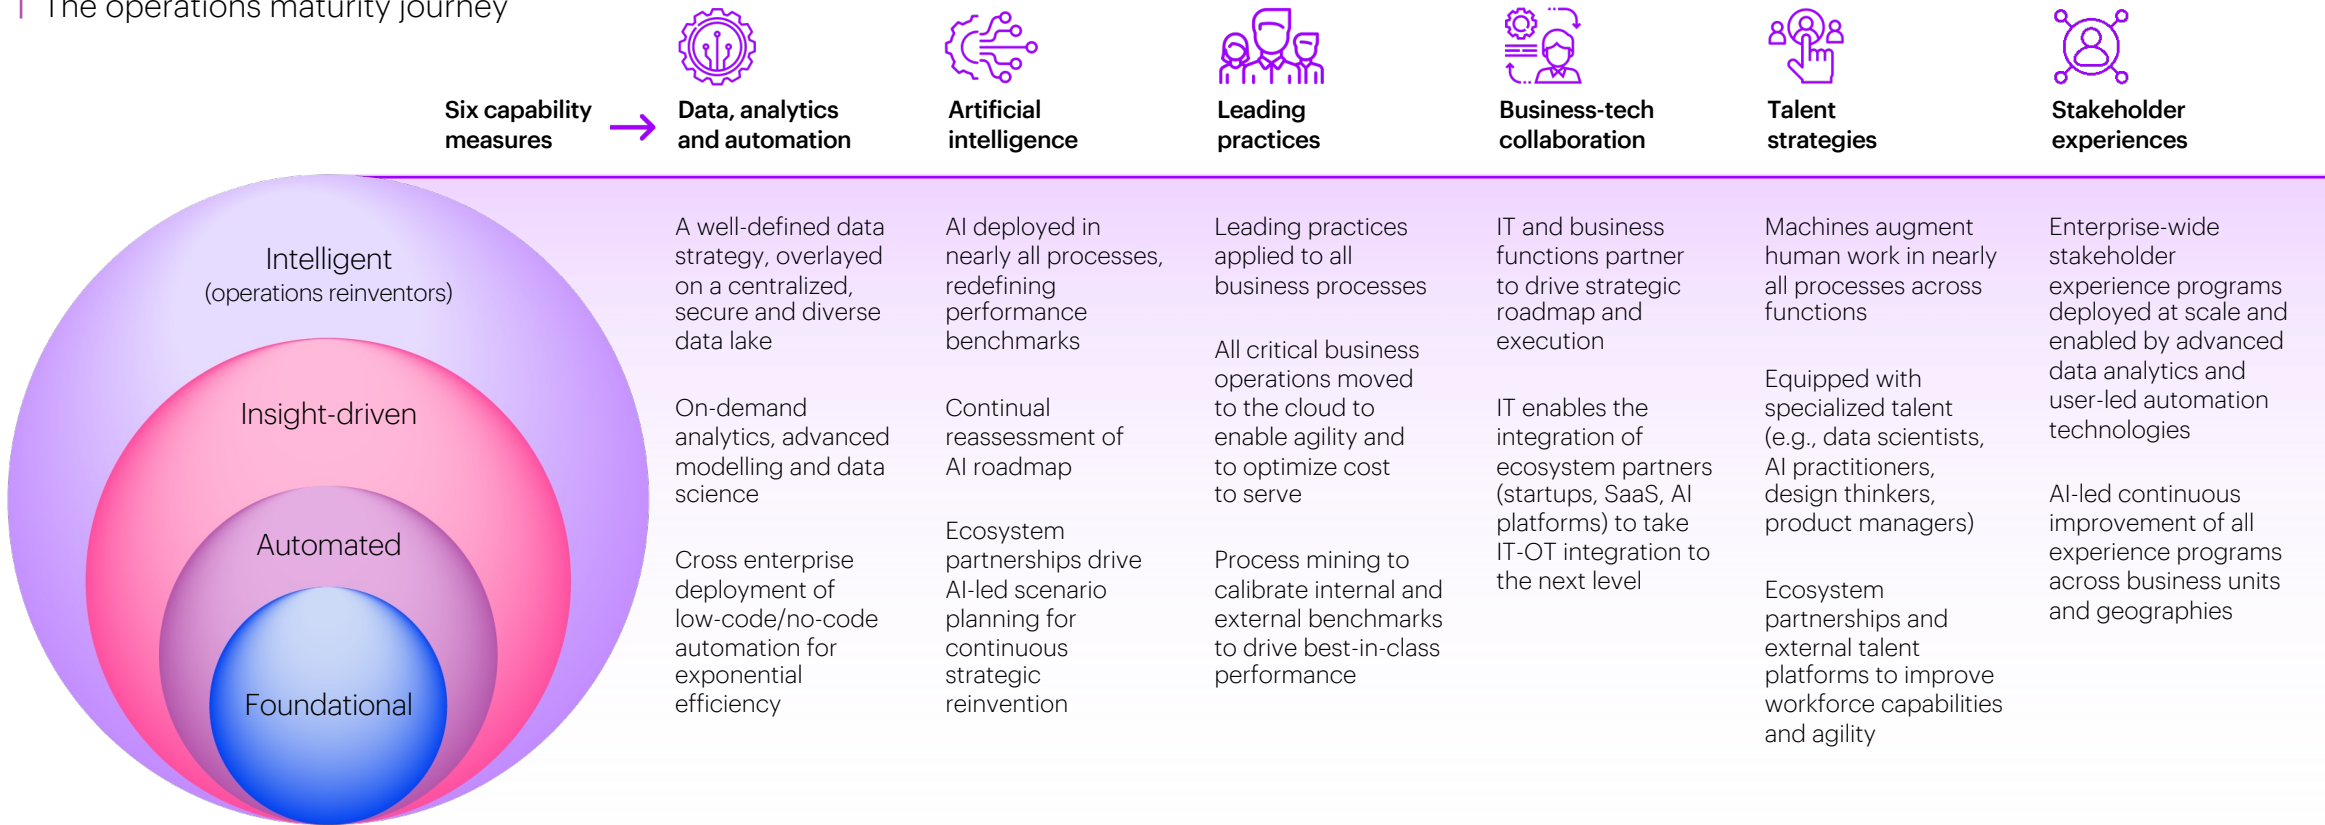 The operations maturity journey
Six capability
measures
Data, analytics
and automation
Artificial
intelligence
Leading
practices
Business-tech
collaboration
Talent
strategies
Stakeholder
experiences
Intelligent
(operations reinventors)
Insight-driven
Automated
Foundational
A well-defined data
strategy, overlayed
on a centralized,
secure and diverse
data lake
On-demand
analytics, advanced
modelling and data
science
Cross enterprise
deployment of
low-code/no-code
automation for
exponential
efficiency
AI deployed in
nearly all processes,
redefining
performance
benchmarks
Continual
reassessment of
AI roadmap
Ecosystem
partnerships drive
AI-led scenario
planning for
continuous
strategic
reinvention
Leading practices
applied to all
business processes
All critical business
operations moved
to the cloud to
enable agility and
to optimize cost
to serve
Process mining to
calibrate internal and
external benchmarks
to drive best-in-class
performance
IT and business
functions partner
to drive strategic
roadmap and
execution
IT enables the
integration of
ecosystem partners
(startups, SaaS, AI
platforms) to take
IT-OT integration to
the next level
Machines augment
human work in nearly
all processes across
functions
Equipped with
specialized talent
(e.g., data scientists,
AI practitioners,
design thinkers,
product managers)
Ecosystem
partnerships and
external talent
platforms to improve
workforce capabilities
and agility
Enterprise-wide
stakeholder
experience programs
deployed at scale and
enabled by advanced
data analytics and
user-led automation
technologies
AI-led continuous
improvement of all
experience programs
across business units
and geographies